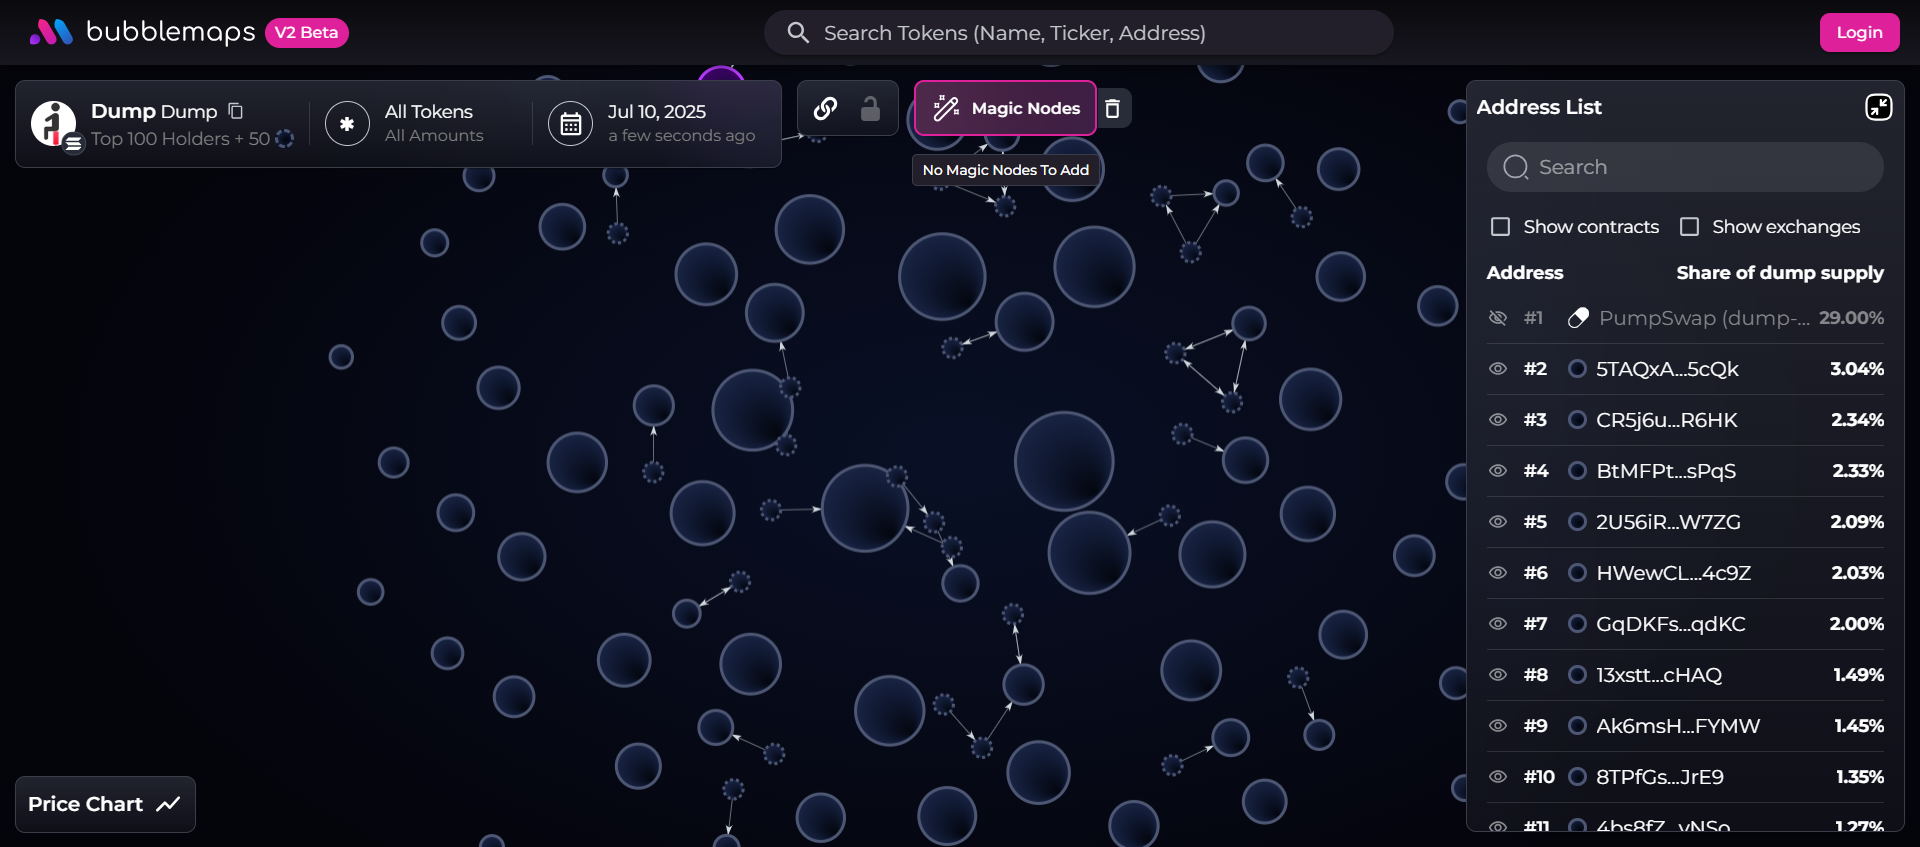 bubblemaps V2 Beta
Search Tokens (Name, Ticker, Address)
Login
Dump Dump
Top 100 Holders + 50
All Tokens
All Amounts
Jul 10, 2025
a few seconds ago
Magic Nodes
No Magic Nodes To Add
Address List
Search
Show contracts Show exchanges
Address Share of dump supply
#1 PumpSwap (dump-... 29.00%
#2 5TAQxA...5cQk 3.04%
#3 CR5j6u...R6HK 2.34%
#4 BtMFPt...sPqS 2.33%
#5 2U56iR...W7ZG 2.09%
#6 HWewCL...4c9Z 2.03%
#7 GqDKFs...qdKC 2.00%
#8 13xstt...cHAQ 1.49%
#9 Ak6msH...FYMW 1.45%
#10 8TPfGs...JrE9 1.35%
#11 4bs8fZ...vNSo 1.27%
Price Chart